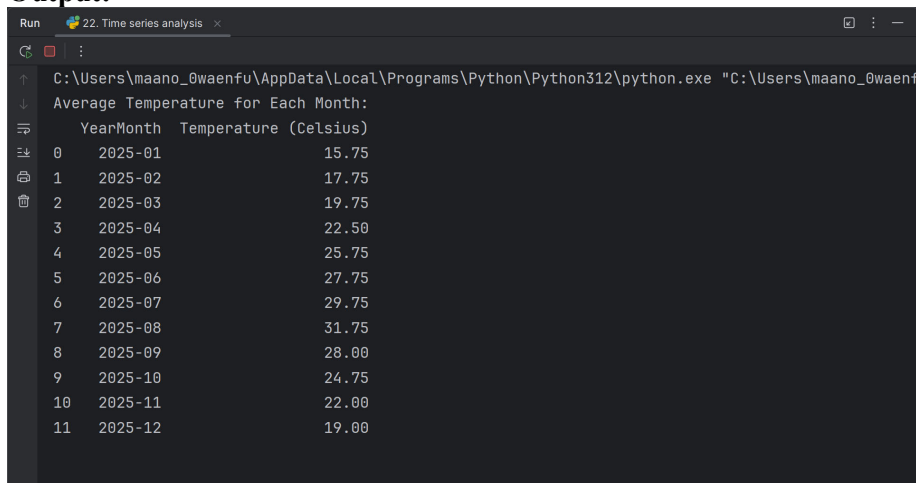 Run 22. Time series analysis
C:\Users\maano_0waenfu\AppData\Local\Programs\Python\Python312\python.exe "C:\Users\maano_0waenf
Average Temperature for Each Month:
YearMonth Temperature (Celsius)
0 2025-01 15.75
1 2025-02 17.75
2 2025-03 19.75
3 2025-04 22.50
4 2025-05 25.75
5 2025-06 27.75
6 2025-07 29.75
7 2025-08 31.75
8 2025-09 28.00
9 2025-10 24.75
10 2025-11 22.00
11 2025-12 19.00